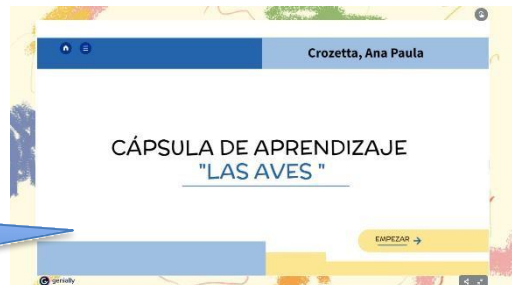 Crozetta, Ana Paula
CÁPSULA DE APRENDIZAJE
"LAS AVES "
EMPEZAR →
genially